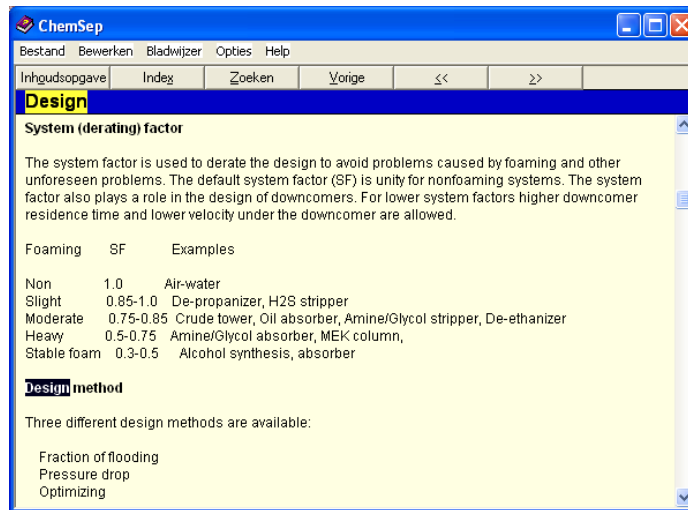 ChemSep
Bestand Bewerken Bladwijzer Opties Help
Inhoudsopgave Index Zoeken Vorige << >>
Design
System (derating) factor
The system factor is used to derate the design to avoid problems caused by foaming and other
unforeseen problems. The default system factor (SF) is unity for nonfoaming systems. The system
factor also plays a role in the design of downcomers. For lower system factors higher downcomer
residence time and lower velocity under the downcomer are allowed.
Foaming SF Examples
Non 1.0 Air-water
Slight 0.85-1.0 De-propanizer, H2S stripper
Moderate 0.75-0.85 Crude tower, Oil absorber, Amine/Glycol stripper, De-ethanizer
Heavy 0.5-0.75 Amine/Glycol absorber, MEK column,
Stable foam 0.3-0.5 Alcohol synthesis, absorber
Design method
Three different design methods are available:
Fraction of flooding
Pressure drop
Optimizing